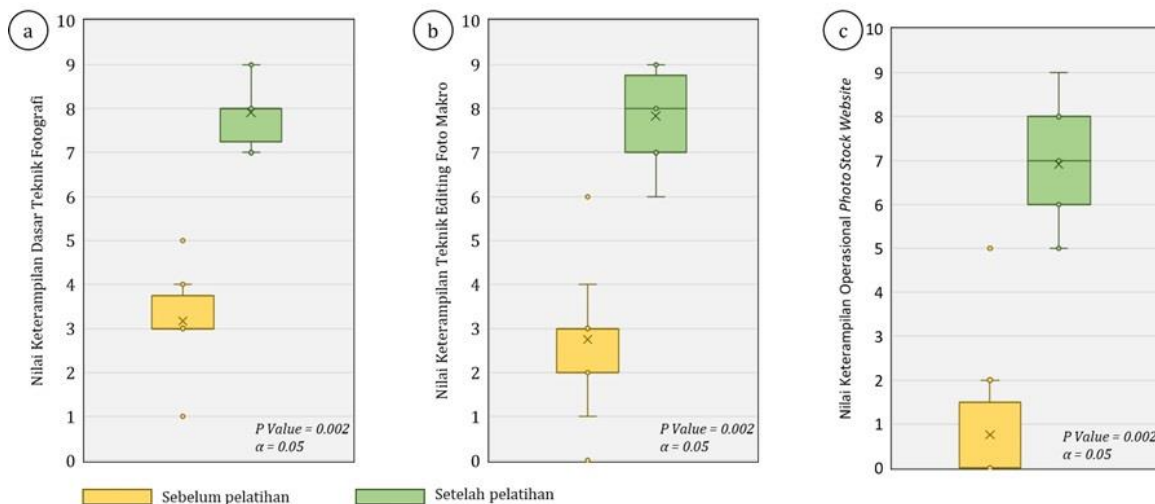 a
Nilai Keterampilan Dasar Teknik Fotografi
10
9
8
7
6
5
4
3
2
1
0
P Value = 0.002
α = 0.05
b
Nilai Keterampilan Teknik Editing Foto Makro
10
9
8
7
6
5
4
3
2
1
0
P Value = 0.002
α = 0.05
c
Nilai Keterampilan Operasional Photo Stock Website
10
9
8
7
6
5
4
3
2
1
0
P Value = 0.002
α = 0.05
Sebelum pelatihan
Setelah pelatihan